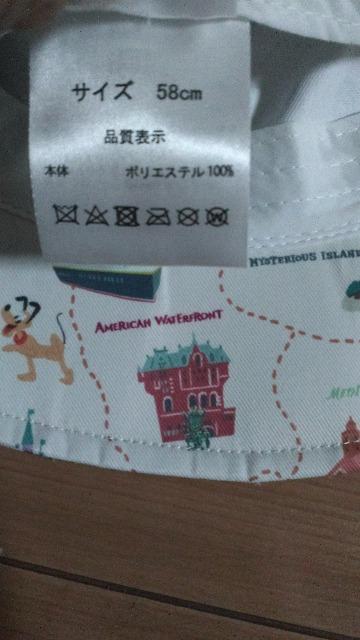 サイズ 58cm
品質表示
本体 ポリエステル100%
MYSTERIOUS ISLAND
AMERICAN WATERFRONT